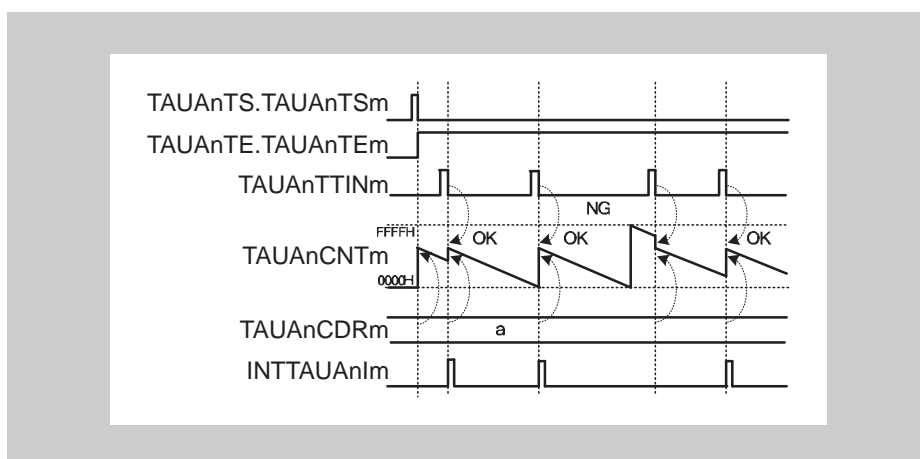 TAUAnTS.TAUAnTSm
TAUAnTE.TAUAnTEm
TAUAnTTINm
NG
FFFFH
OK OK OK
TAUAnCNTm
0000H
TAUAnCDRm a
INTTAUAnIm